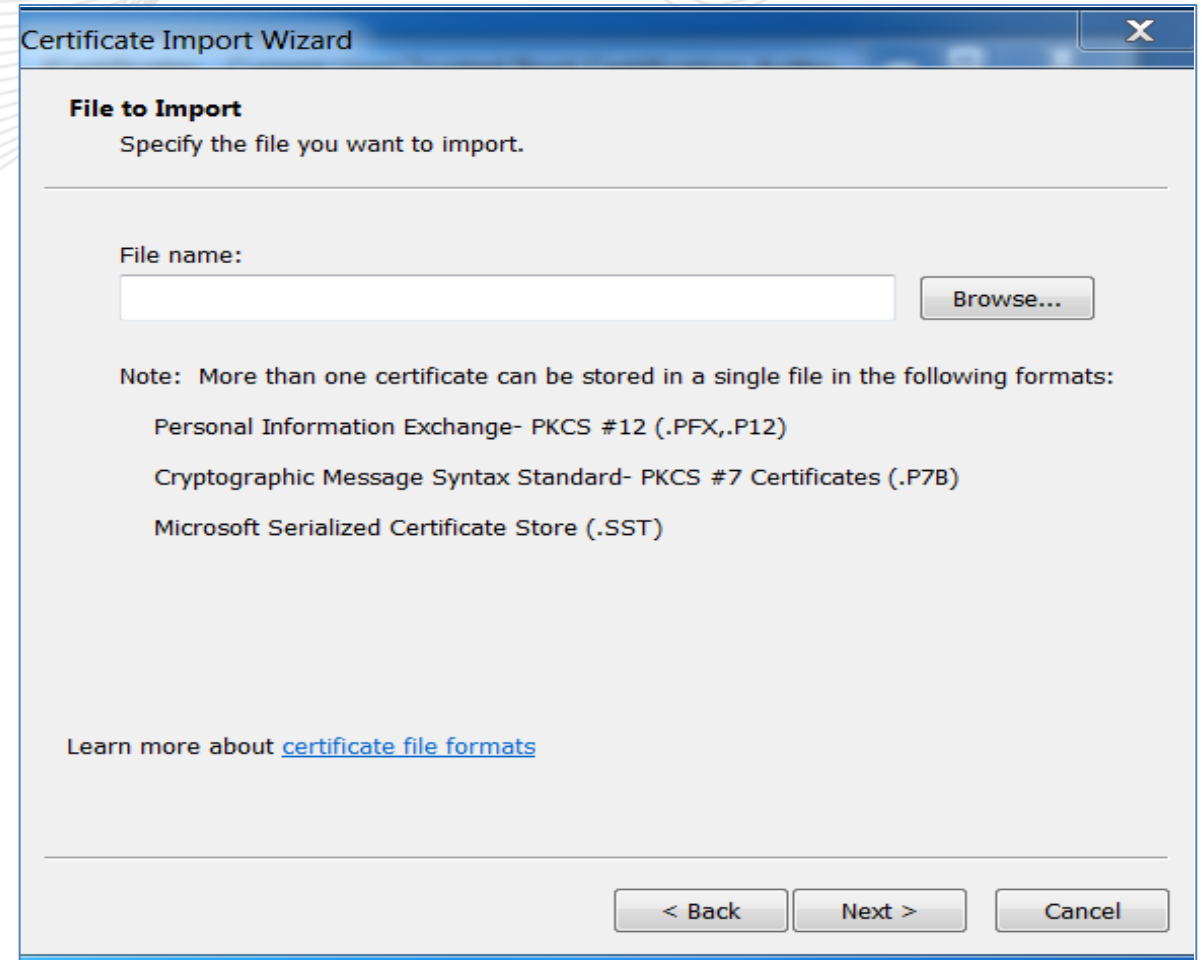 Certificate Import Wizard
File to Import
Specify the file you want to import.
File name:
Browse...
Note:  More than one certificate can be stored in a single file in the following formats:
Personal Information Exchange- PKCS #12 (.PFX,.P12)
Cryptographic Message Syntax Standard- PKCS #7 Certificates (.P7B)
Microsoft Serialized Certificate Store (.SST)
Learn more about certificate file formats
< Back
Next >
Cancel